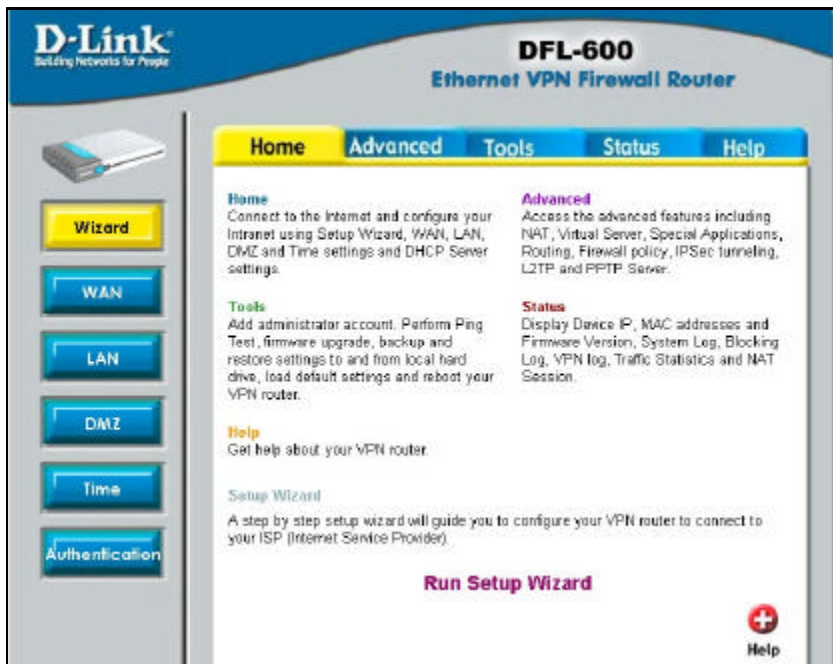 D-Link
Building Networks for People
DFL-600
Ethernet VPN Firewall Router
Home
Advanced
Tools
Status
Help
Wizard
WAN
LAN
DMZ
Time
Authentication
Home
Connect to the Internet and configure your
Intranet using Setup Wizard, WAN, LAN,
DMZ and Time settings and DHCP Server
settings.
Advanced
Access the advanced features including
NAT, Virtual Server, Special Applications,
Routing, Firewall policy, IPSec tunneling,
L2TP and PPTP Server.
Tools
Add administrator account. Perform Ping
Test, firmware upgrade, backup and
restore settings to and from local hard
drive, load default settings and reboot your
VPN router.
Status
Display Device IP, MAC addresses and
Firmware Version, System Log, Blocking
Log, VPN log, Traffic Statistics and NAT
Session.
Help
Get help about your VPN router.
Setup Wizard
A step by step setup wizard will guide you to configure your VPN router to connect to
your ISP (Internet Service Provider).
Run Setup Wizard
Help